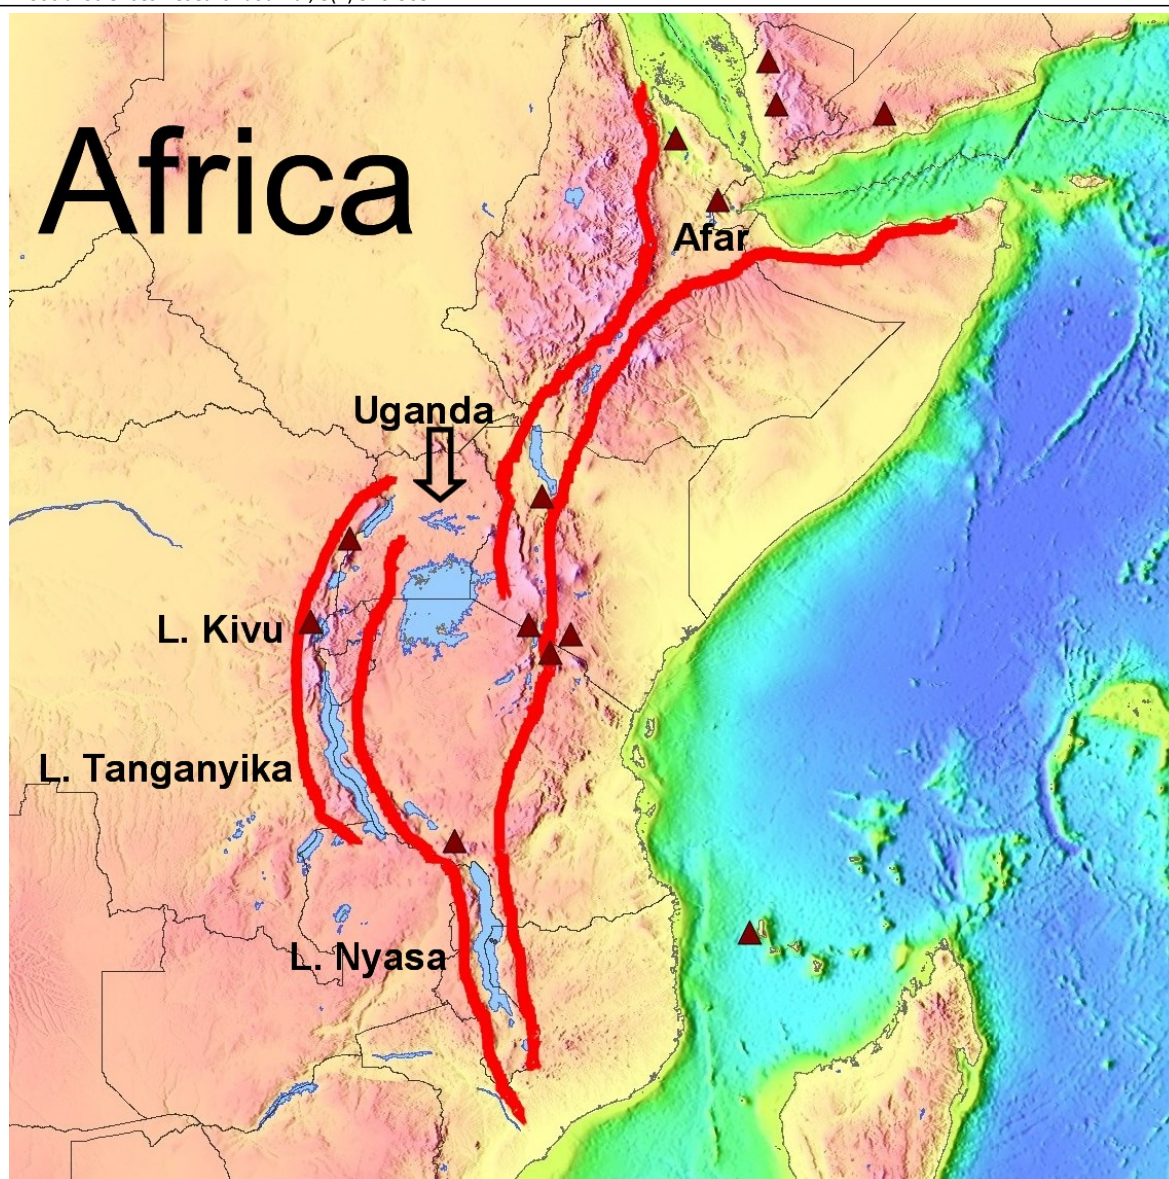 Africa
Afar
Uganda
L. Kivu
L. Tanganyika
L. Nyasa